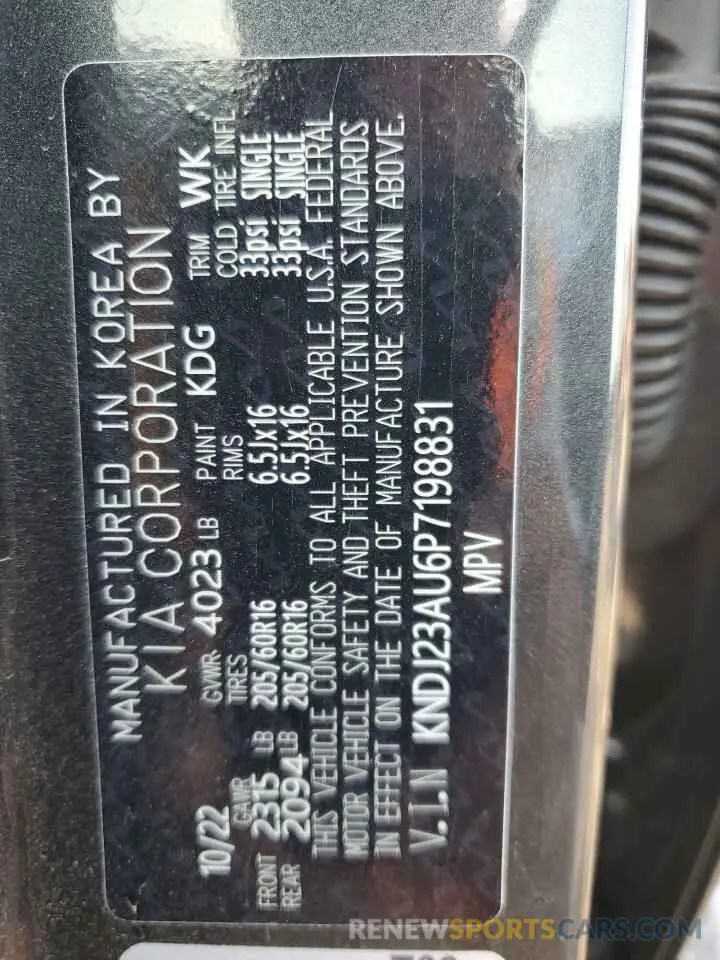 MANUFACTURED IN KOREA BY
KIA CORPORATION
10/22 GVWR 4023 LB PAINT KDG TRIM WK
GAWR TIRES RIMS COLD TIRE INFL
FRONT 2315 LB 205/60R16 6.5Jx16 33psi SINGLE
REAR 2094 LB 205/60R16 6.5Jx16 33psi SINGLE
THIS VEHICLE CONFORMS TO ALL APPLICABLE U.S.A. FEDERAL
MOTOR VEHICLE SAFETY AND THEFT PREVENTION STANDARDS
IN EFFECT ON THE DATE OF MANUFACTURE SHOWN ABOVE.
V.I.N KNDJ23AU6P7198831
MPV
RENEWSPORTSCARS.COM